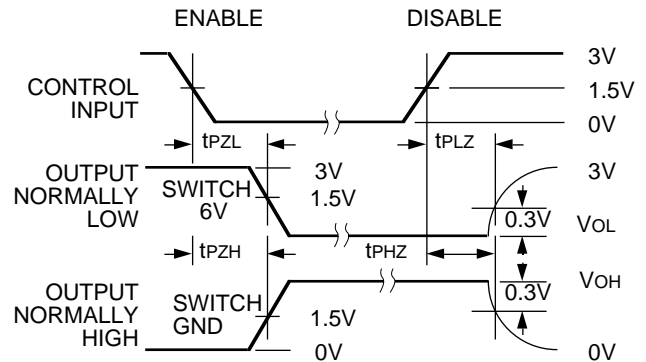 ENABLE DISABLE
3V
CONTROL
INPUT
1.5V
0V
tPZL tPLZ
OUTPUT
NORMALLY
LOW
SWITCH
6V
3V
1.5V
3V
0.3V VOL
tPZH tPHZ
VOH
0.3V
OUTPUT
NORMALLY
HIGH
SWITCH
GND
1.5V
0V
0V